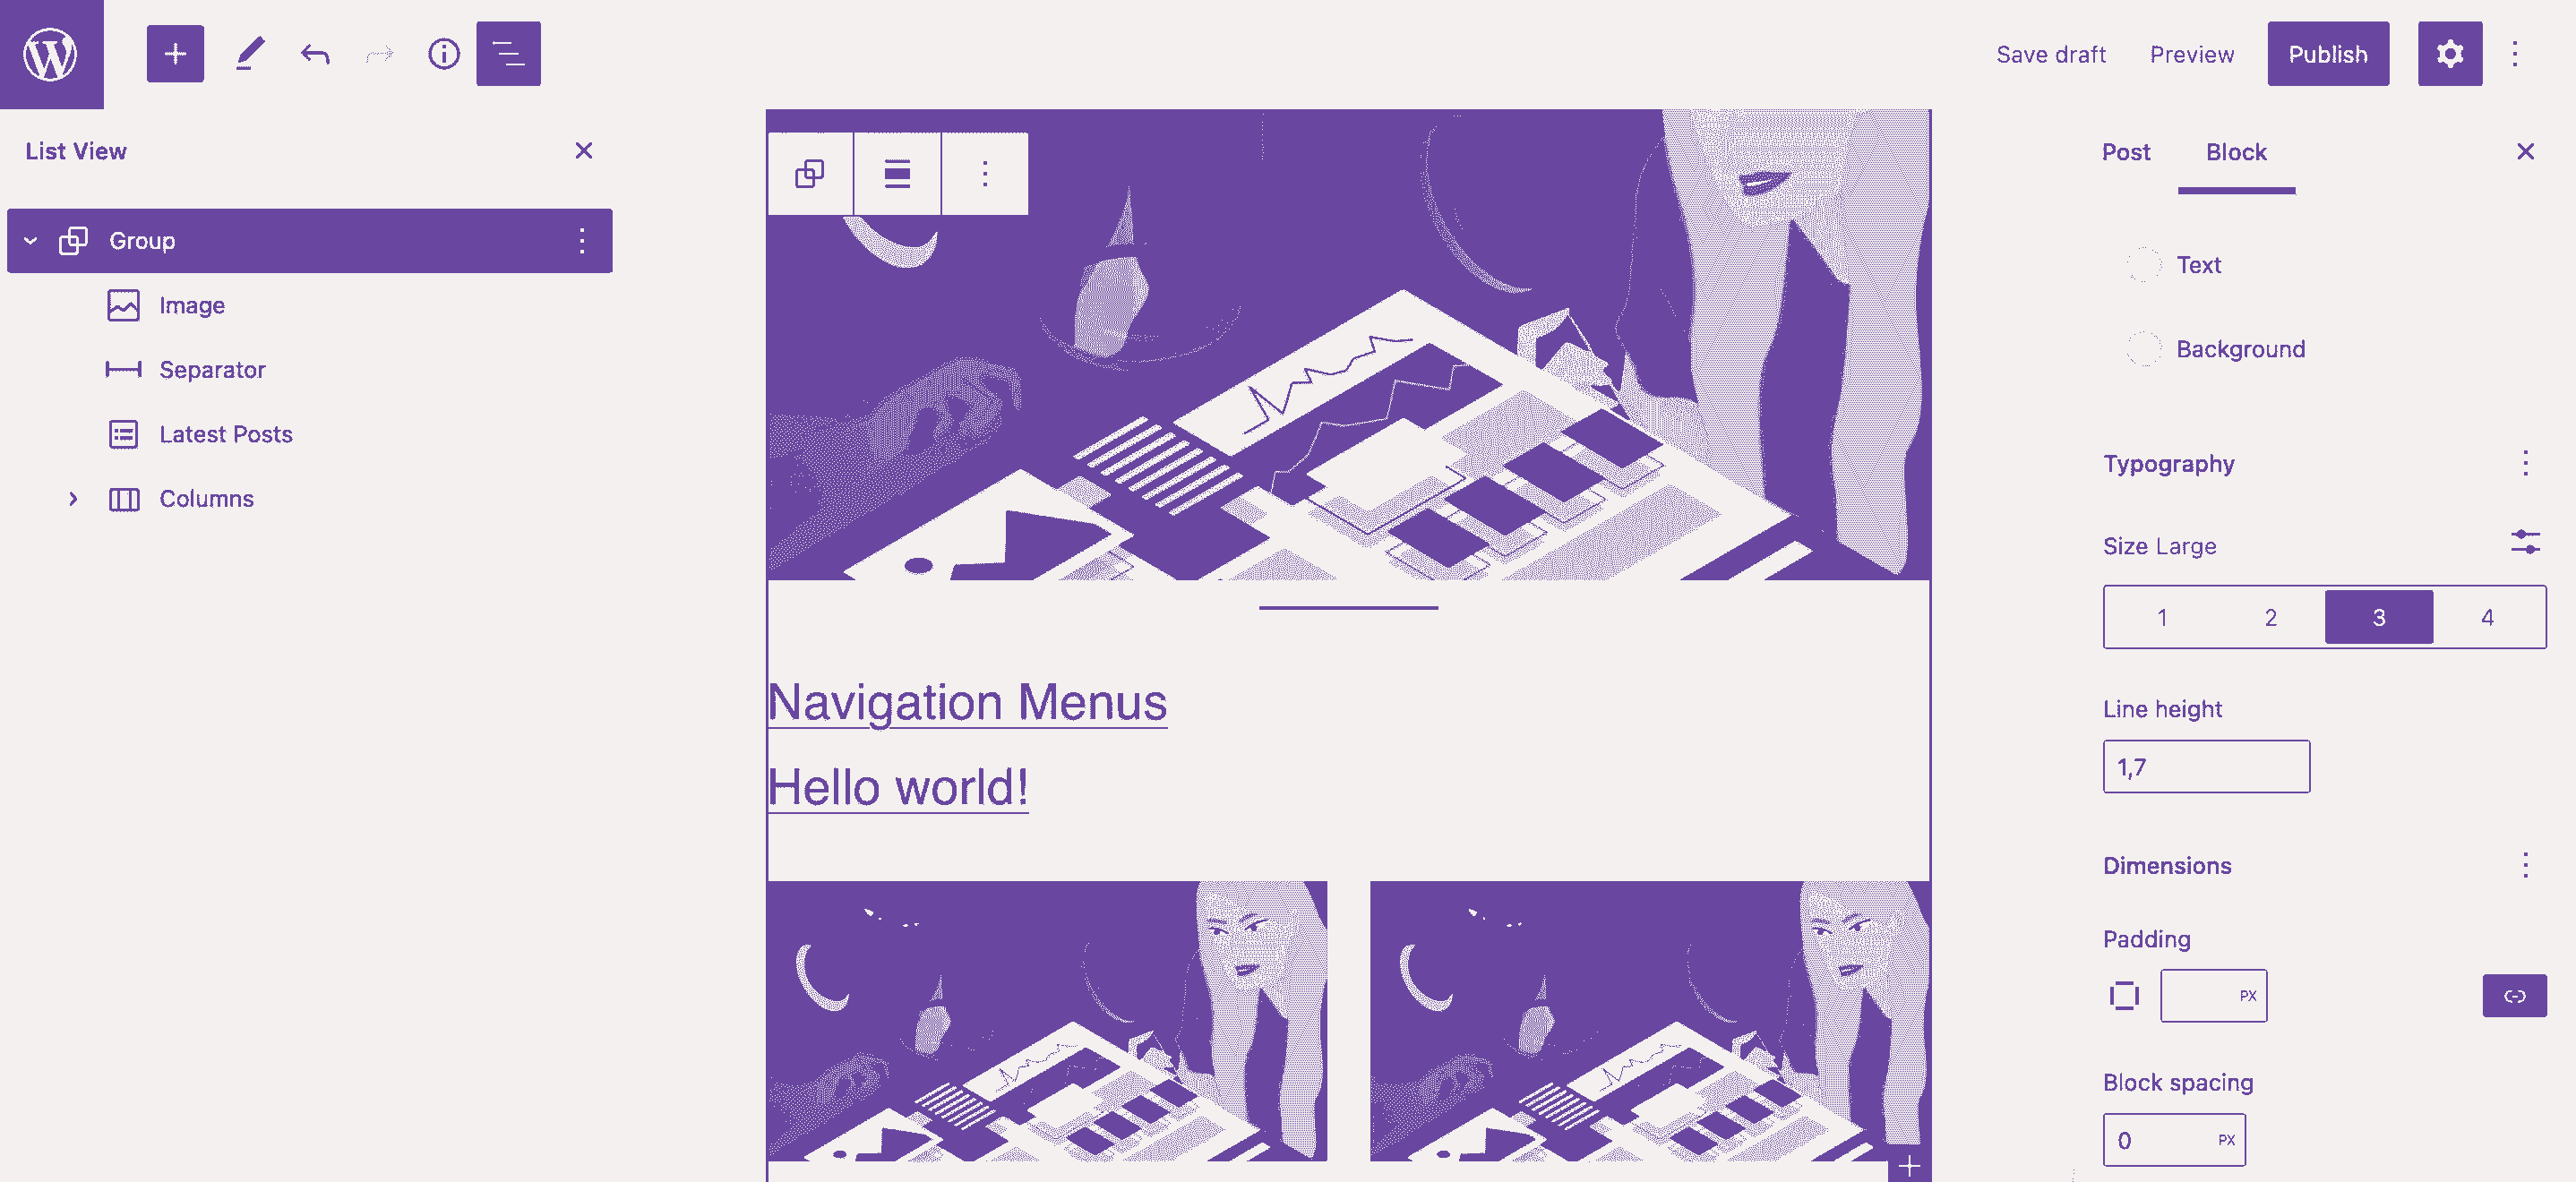 Save draft Preview Publish
List View
Group
Image
Separator
Latest Posts
Columns
Navigation Menus
Hello world!
Post Block
Text
Background
Typography
Size Large
1 2 3 4
Line height
1,7
Dimensions
Padding
PX
Block spacing
0 PX